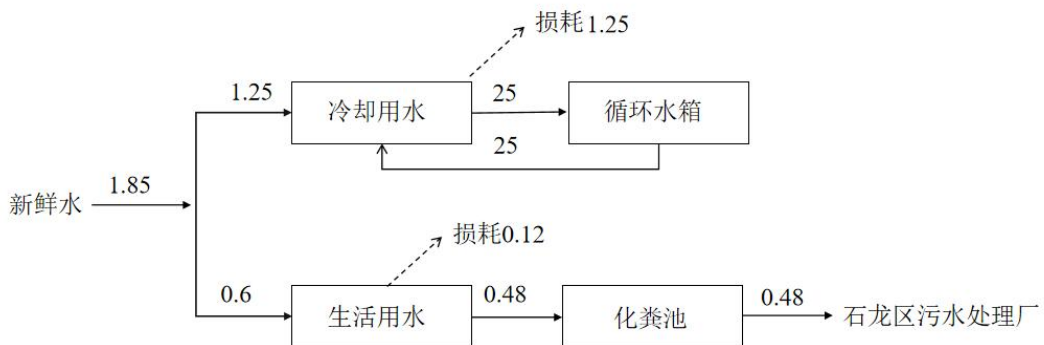 损耗1.25
1.25
冷却用水
25
循环水箱
25
新鲜水
1.85
损耗0.12
0.6
生活用水
0.48
化粪池
0.48
石龙区污水处理厂